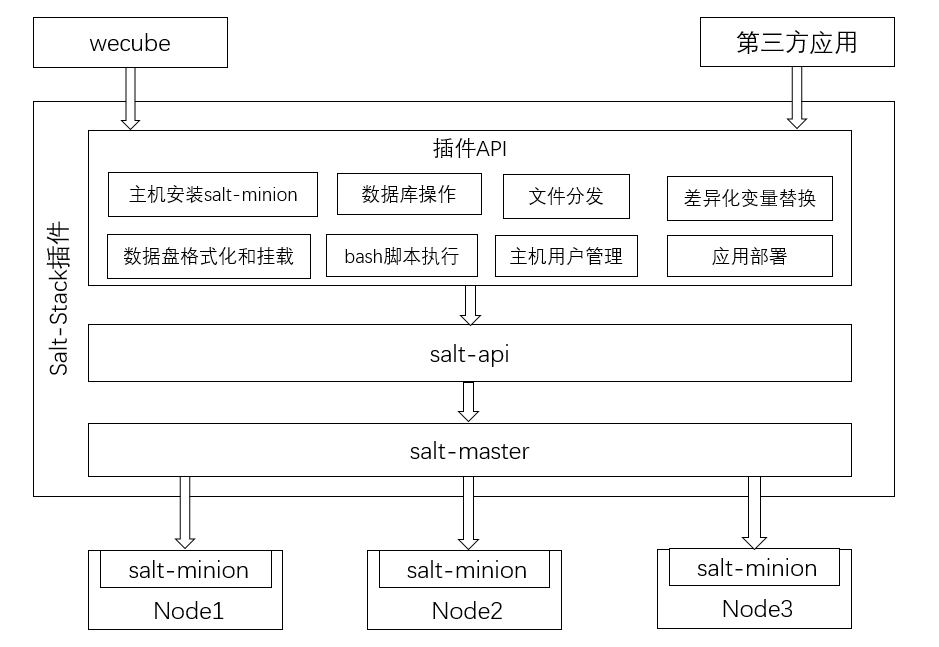 wecube
第三方应用
Salt-Stack插件
插件API
主机安装salt-minion
数据库操作
文件分发
差异化变量替换
数据盘格式化和挂载
bash脚本执行
主机用户管理
应用部署
salt-api
salt-master
salt-minion
Node1
salt-minion
Node2
salt-minion
Node3